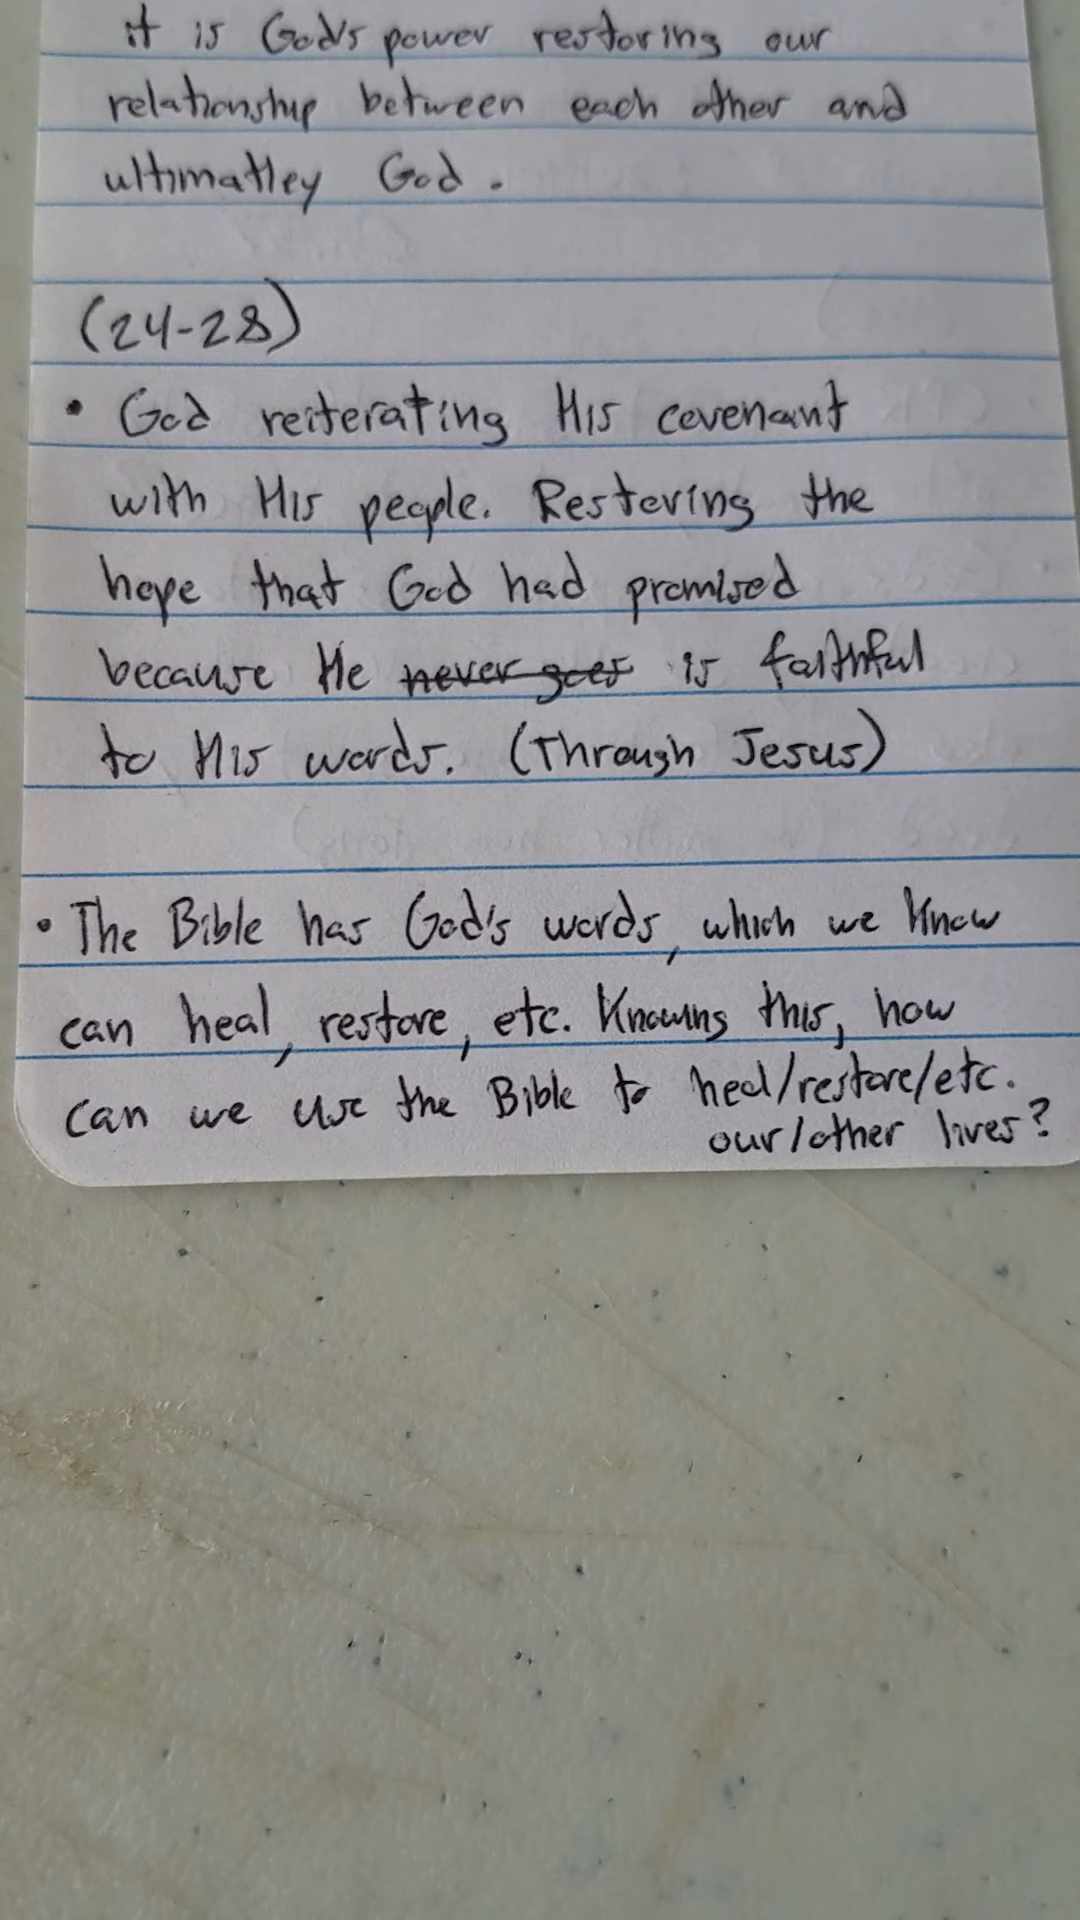 it is God's power restoring our
relationship between each other and
ultimatley God.
(24-28)
• God reiterating His covenant
with His people. Restoring the
hope that God had promised
because He never goes is faithful
to His words. (Through Jesus)
• The Bible has God's words, which we know
can heal, restore, etc. Knowing this, how
can we use the Bible to heal/restore/etc.
our/other lives?